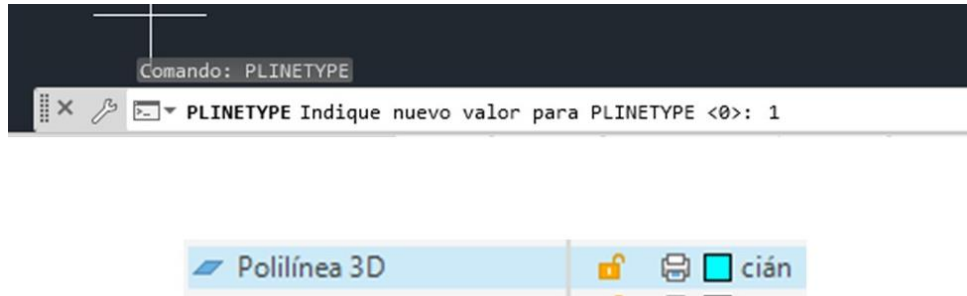 Comando: PLINETYPE
PLINETYPE Indique nuevo valor para PLINETYPE <0>: 1
Polilínea 3D cián